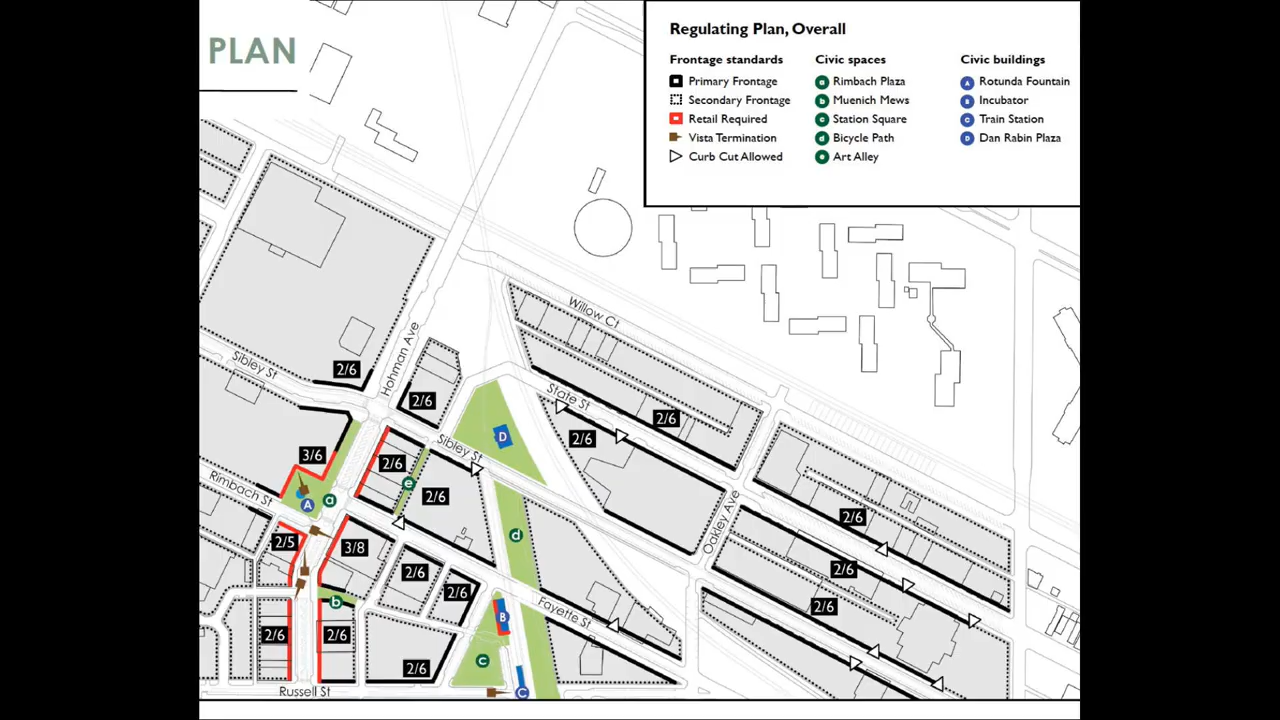 PLAN
Regulating Plan, Overall
Frontage standards
Primary Frontage
Secondary Frontage
Retail Required
Vista Termination
Curb Cut Allowed
Civic spaces
a Rimbach Plaza
b Muenich Mews
c Station Square
d Bicycle Path
e Art Alley
Civic buildings
A Rotunda Fountain
B Incubator
C Train Station
D Dan Rabin Plaza
Willow Ct
Hohman Ave
Sibley St
2/6
State St
2/6
2/6
2/6
D
Sibley St
3/6
2/6
e
2/6
Rimbach St
A
a
Oakley Ave
2/6
d
2/5
3/8
2/6
2/6
2/6
2/6
b
B
Fayette St
2/6
2/6
c
2/6
Russell St
C